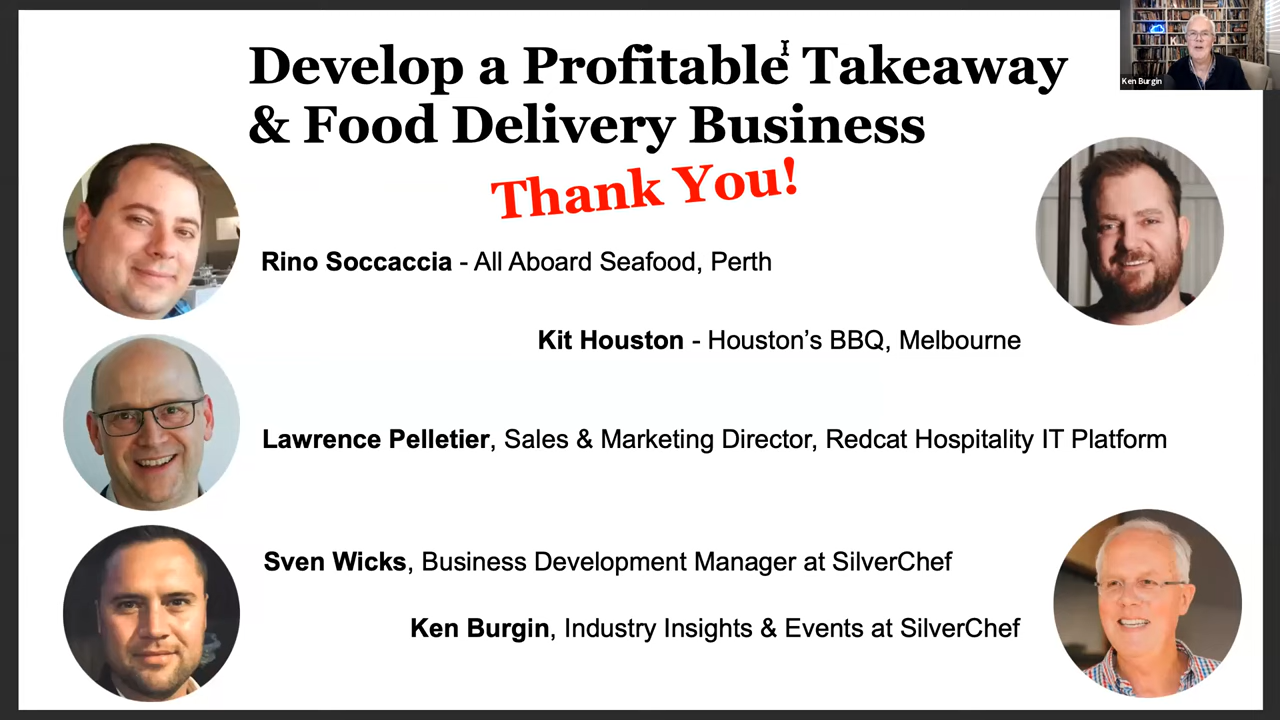 Develop a Profitable Takeaway
& Food Delivery Business
Thank You!
Ken Burgin
Rino Soccaccia - All Aboard Seafood, Perth
Kit Houston - Houston’s BBQ, Melbourne
Lawrence Pelletier, Sales & Marketing Director, Redcat Hospitality IT Platform
Sven Wicks, Business Development Manager at SilverChef
Ken Burgin, Industry Insights & Events at SilverChef